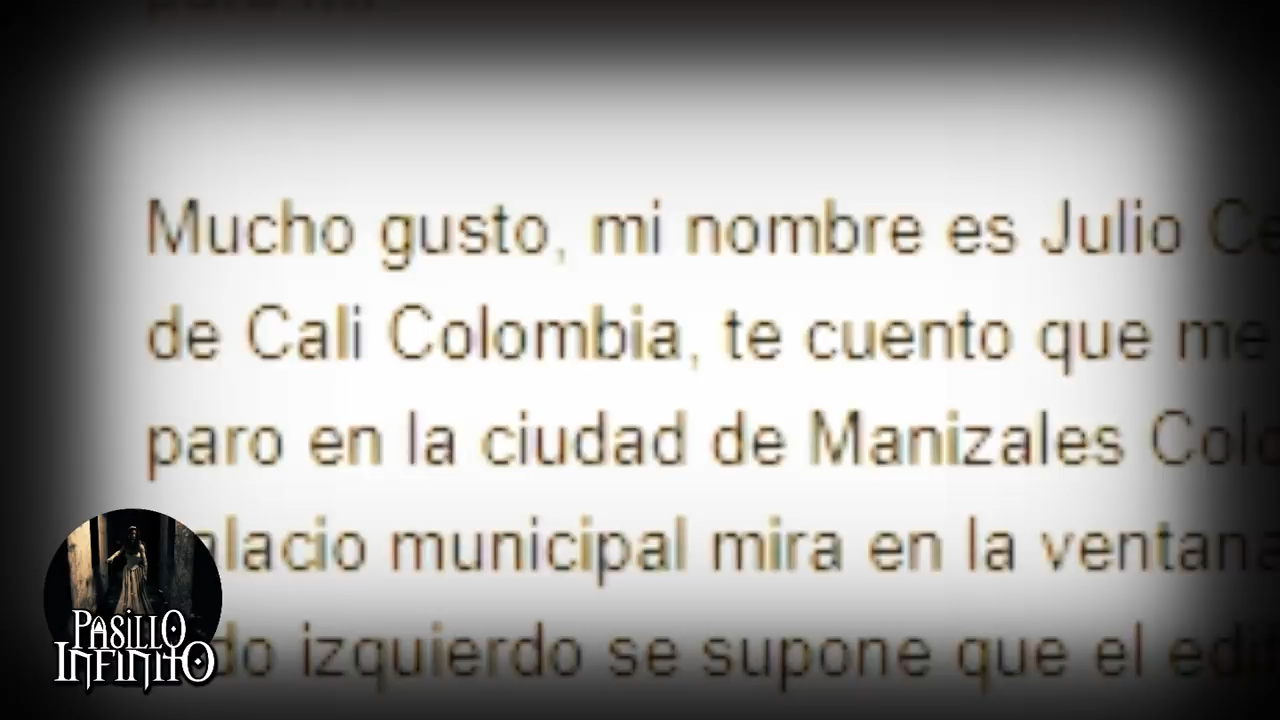 Mucho gusto, mi nombre es Julio
de Cali Colombia, te cuento que me
paro en la ciudad de Manizales
municipal mira en la ventana
izquierdo se supone que el
PASILLO
INFINITO